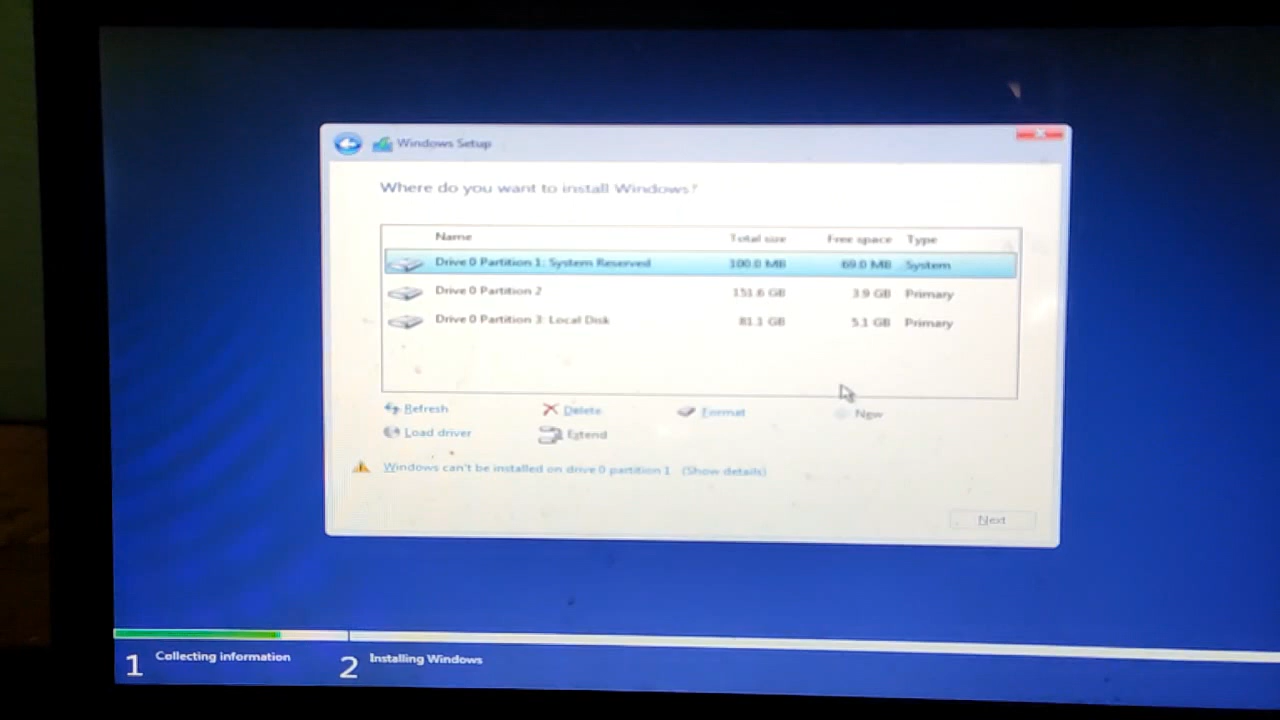 Windows Setup
Where do you want to install Windows?
Name Total size Free space Type
Drive 0 Partition 1: System Reserved 100.0 MB 69.0 MB System
Drive 0 Partition 2 151.6 GB 3.9 GB Primary
Drive 0 Partition 3: Local Disk 81.1 GB 5.1 GB Primary
Refresh Delete Format New
Load driver Extend
Windows can't be installed on drive 0 partition 1 (Show details)
Next
1 Collecting information 2 Installing Windows